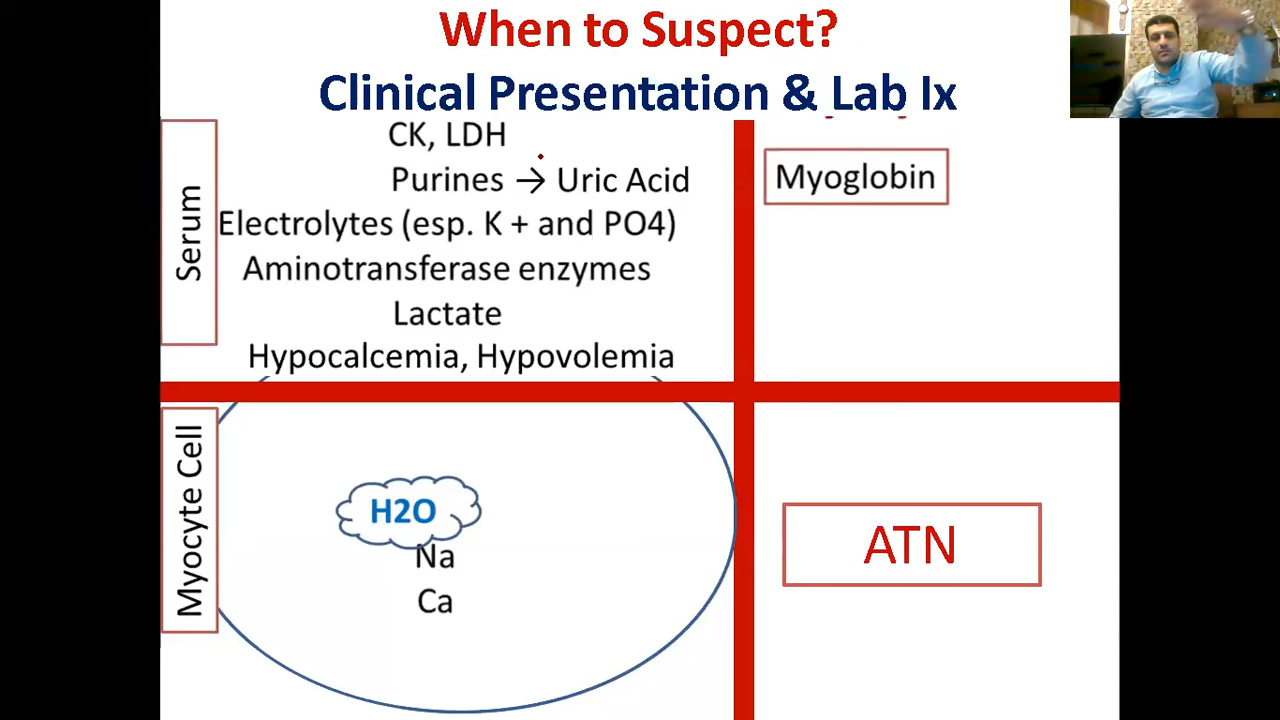 When to Suspect?
Clinical Presentation & Lab Ix
Serum
CK, LDH
Purines → Uric Acid
Electrolytes (esp. K + and PO4)
Aminotransferase enzymes
Lactate
Hypocalcemia, Hypovolemia
Myoglobin
Myocyte Cell
H2O
Na
Ca
ATN